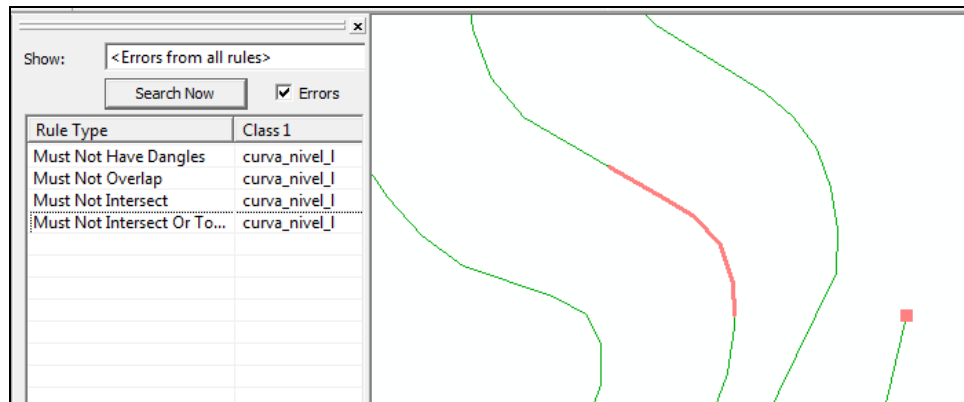 Show: <Errors from all rules>
Search Now Errors
Rule Type Class 1
Must Not Have Dangles curva_nivel_l
Must Not Overlap curva_nivel_l
Must Not Intersect curva_nivel_l
Must Not Intersect Or To... curva_nivel_l